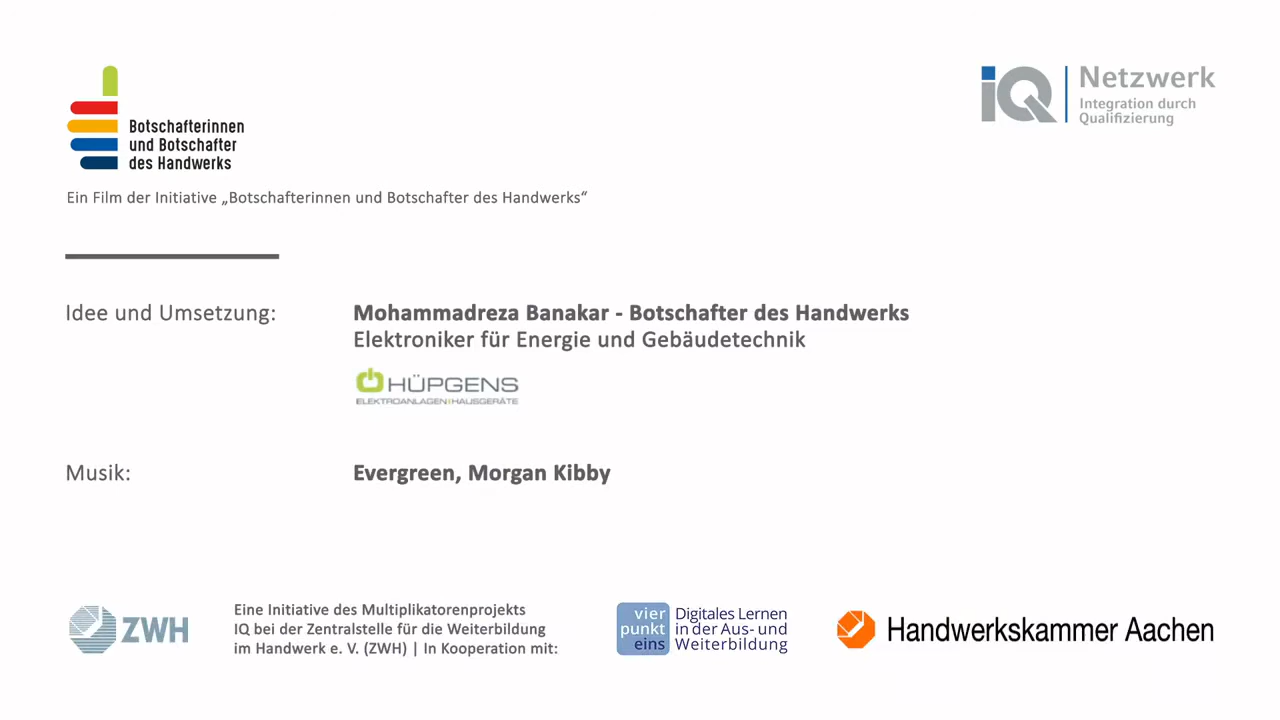 Botschafterinnen
und Botschafter
des Handwerks
iQ Netzwerk
Integration durch
Qualifizierung
Ein Film der Initiative „Botschafterinnen und Botschafter des Handwerks“
Idee und Umsetzung:
Mohammadreza Banakar - Botschafter des Handwerks
Elektroniker für Energie und Gebäudetechnik
HÜPGENS
ELEKTROANLAGEN HAUSGERÄTE
Musik:
Evergreen, Morgan Kibby
ZWH
Eine Initiative des Multiplikatorenprojekts
IQ bei der Zentralstelle für die Weiterbildung
im Handwerk e. V. (ZWH) | In Kooperation mit:
vier
punkt
eins
Digitales Lernen
in der Aus- und
Weiterbildung
Handwerkskammer Aachen